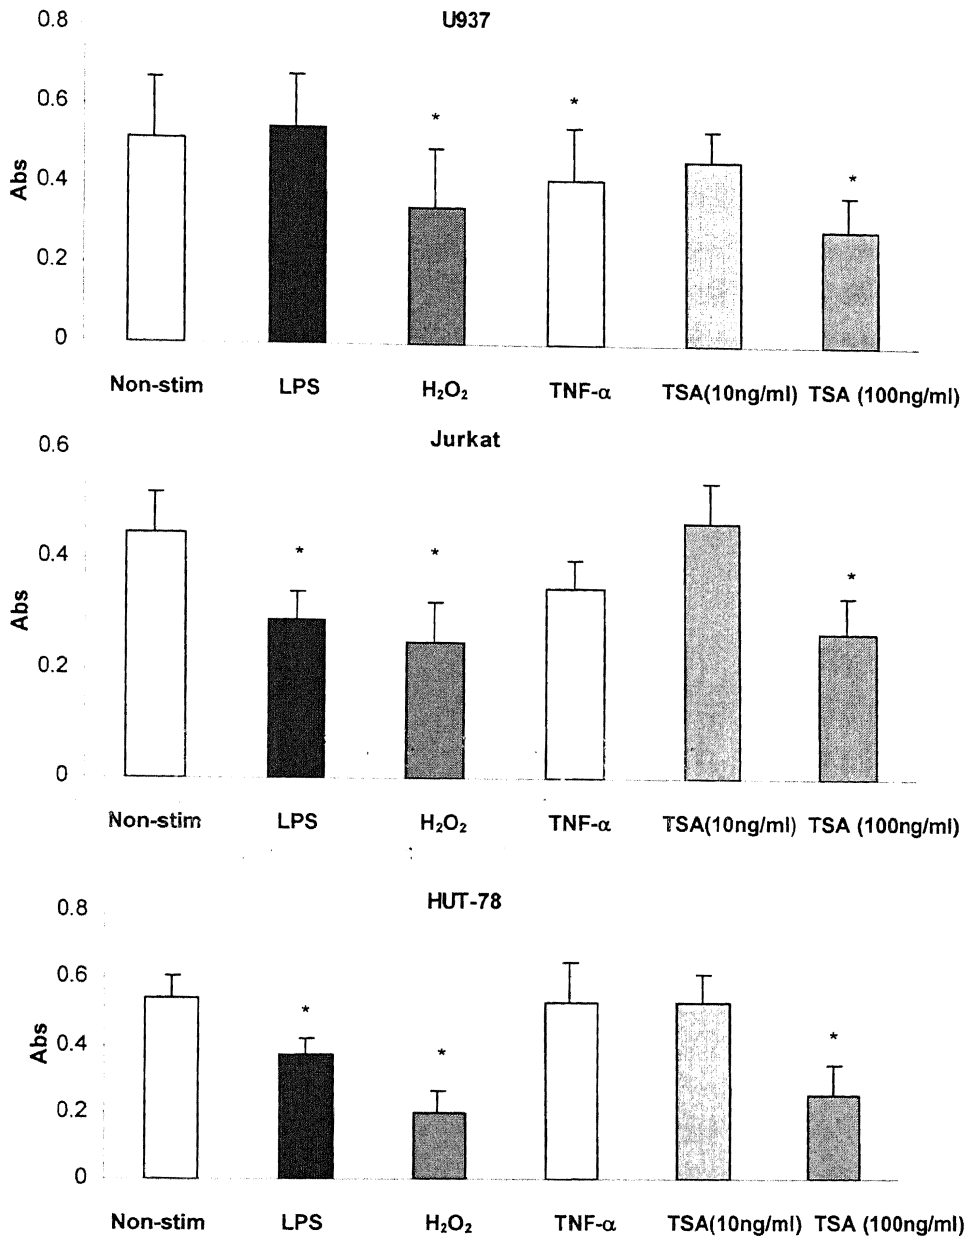 U937
0.8
0.6
0.4
0.2
0
Abs
*
*
*
Non-stim LPS H₂O₂ TNF-α TSA(10ng/ml) TSA (100ng/ml)
Jurkat
0.6
0.4
0.2
0
Abs
*
*
*
Non-stim LPS H₂O₂ TNF-α TSA(10ng/ml) TSA (100ng/ml)
HUT-78
0.8
0.6
0.4
0.2
0
Abs
*
*
*
Non-stim LPS H₂O₂ TNF-α TSA(10ng/ml) TSA (100ng/ml)